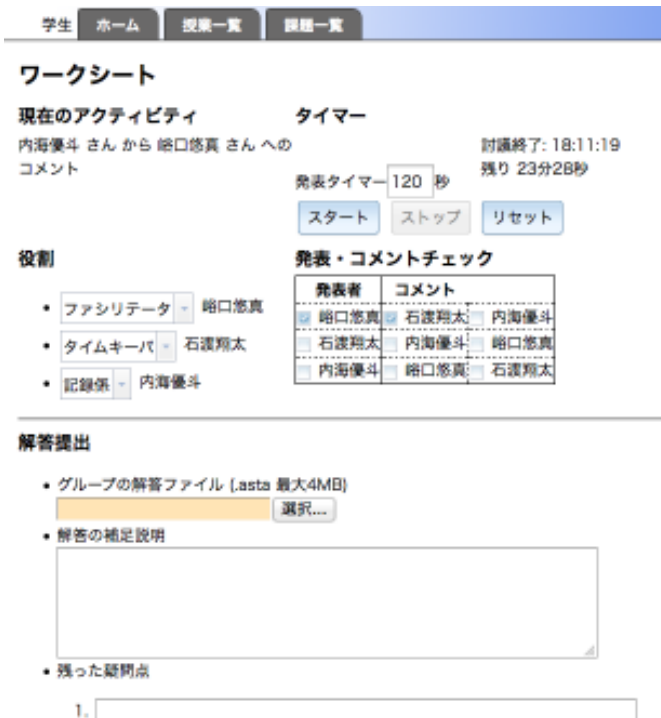 学生 ホーム 授業一覧 課題一覧
ワークシート
現在のアクティビティ
内海優斗 さん から 峪口悠真 さん への
コメント
タイマー
討議終了: 18:11:19
残り 23分28秒
発表タイマー 120 秒
スタート ストップ リセット
役割
• ファシリテータ 峪口悠真
• タイムキーパ 石渡翔太
• 記録係 内海優斗
発表・コメントチェック
発表者 コメント
峪口悠真 石渡翔太 内海優斗
石渡翔太 内海優斗 峪口悠真
内海優斗 峪口悠真 石渡翔太
解答提出
• グループの解答ファイル (.asta 最大4MB)
選択...
• 解答の補足説明
• 残った疑問点
1.